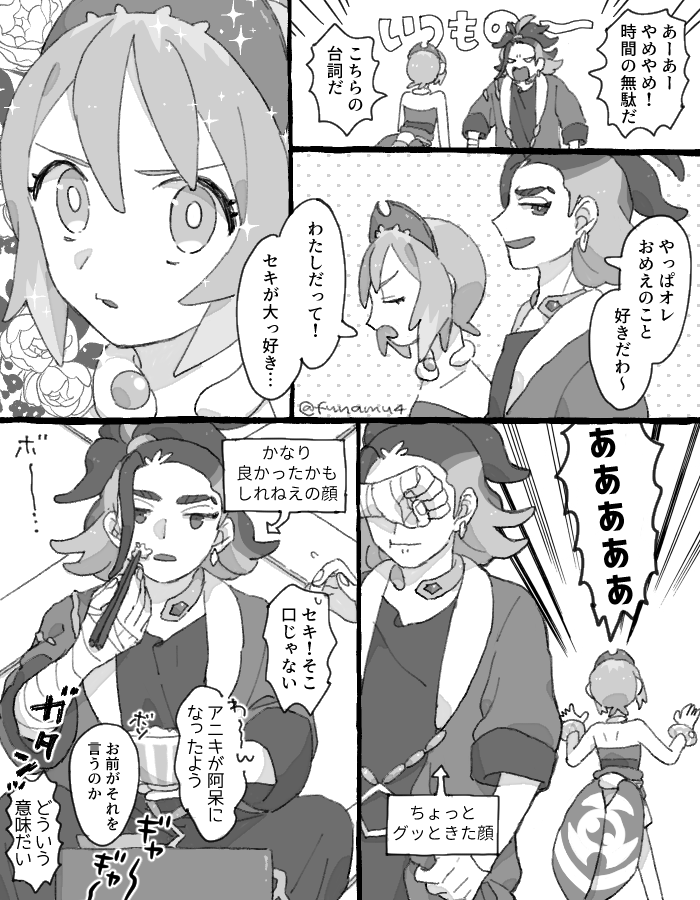 あーあー
やめやめ!
時間の無駄だ
いつもの〜
こちらの
台詞だ
やっぱオレ
おめえのこと
好きだわ〜
わたしだって!
セキが大っ好き…
@funamu4
ああああああ
ちょっと
グッときた顔
かなり
良かったかも
しれねえの顔
ボー…
セキ!そこ
口じゃない
わ〜ん
アニキが阿呆に
なったよう
ボソ
お前がそれを
言うのか
ガタン
どういう
意味だい
ギャ
ギャ